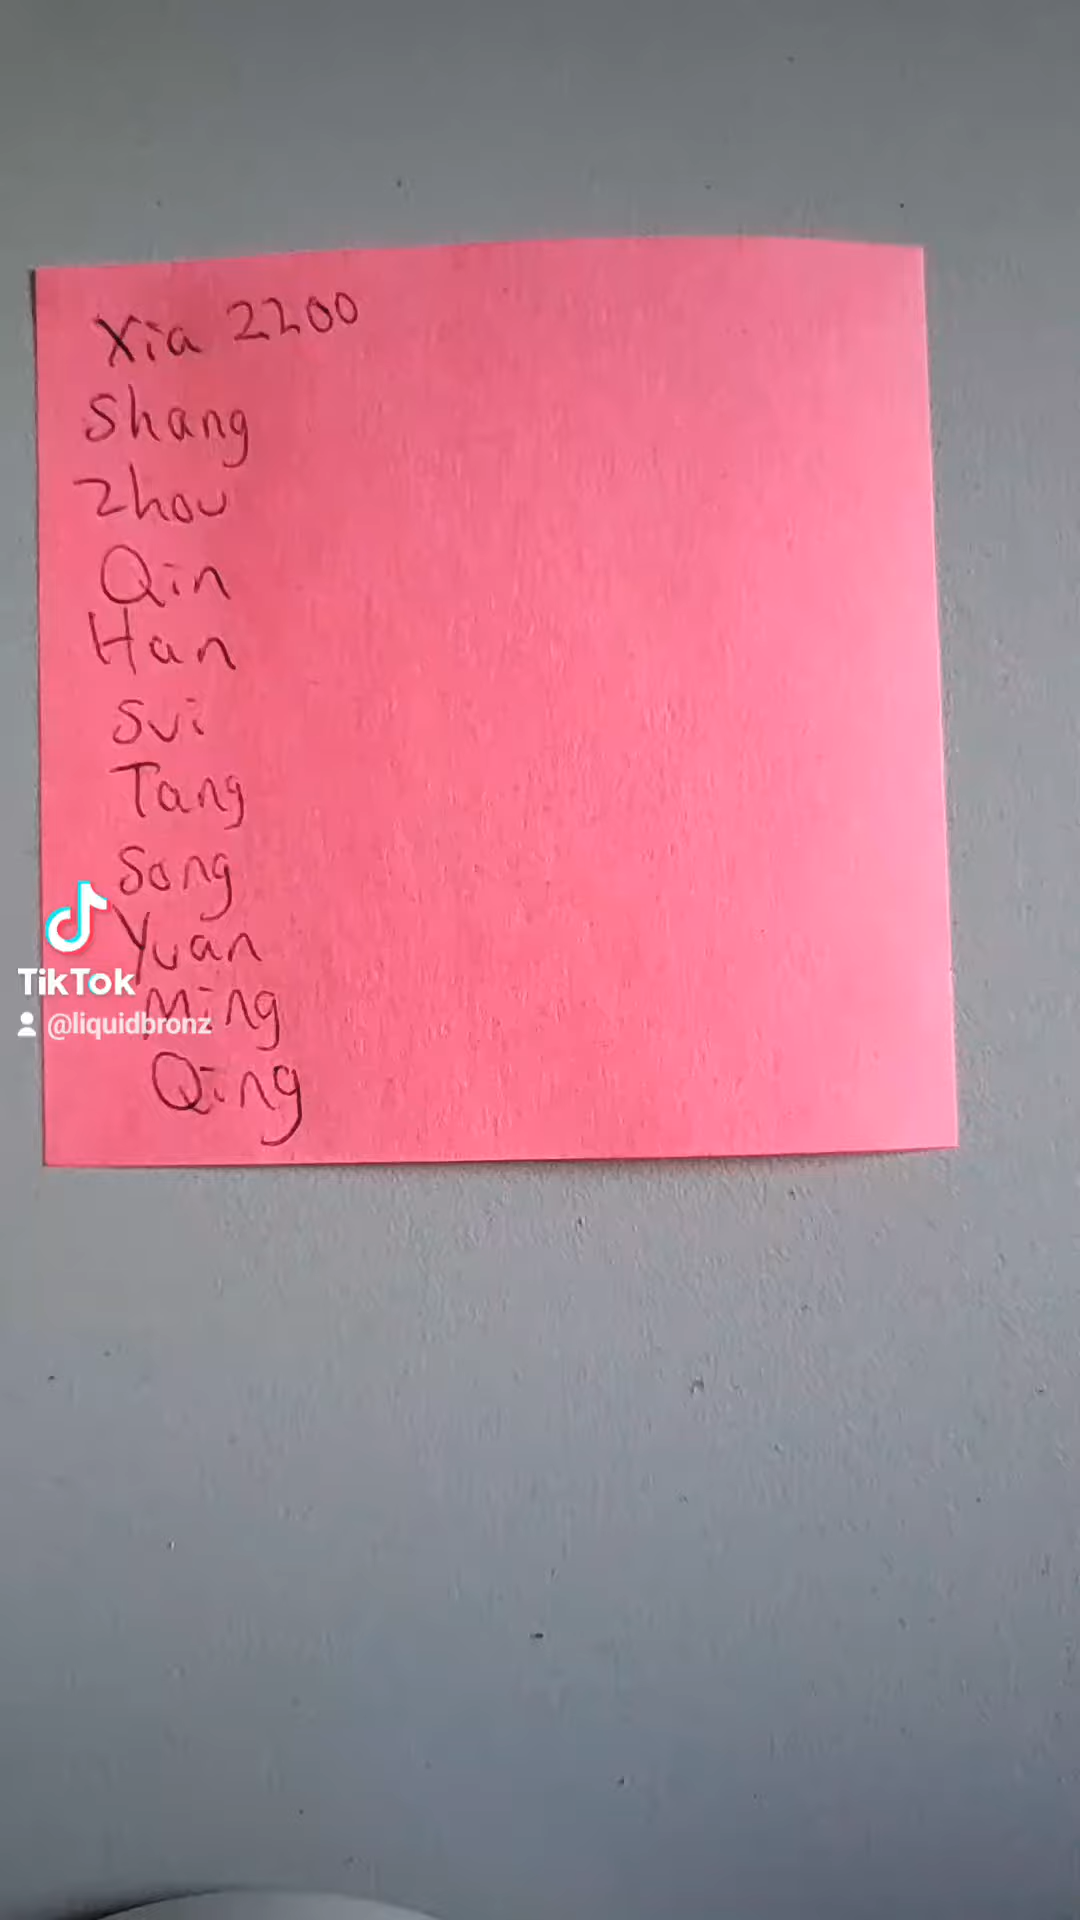 Xia 2200
Shang
Zhou
Qin
Han
Sui
Tang
Song
Yuan
TikTok
Ming
@liquidbronz
Qing